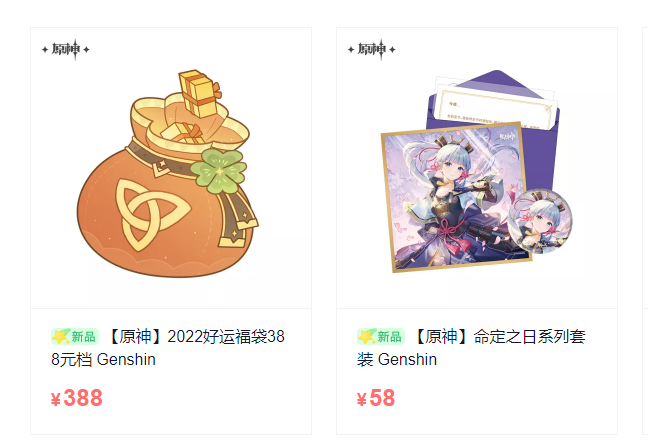 原神
原神
新品 【原神】2022好运福袋38
8元档 Genshin
¥388
新品 【原神】命定之日系列套
装 Genshin
¥58